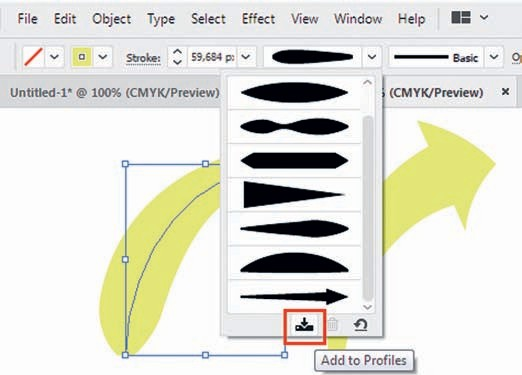 File Edit Object Type Select Effect View Window Help
Stroke: 59,684 p Basic
Untitled-1* @ 100% (CMYK/Preview) % (CMYK/Preview) ×
Add to Profiles